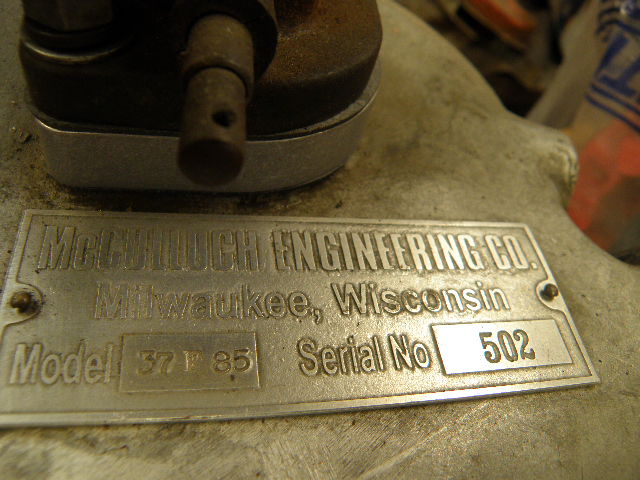 McCULLOCH ENGINEERING CO.
Milwaukee, Wisconsin
Model 37 F 85 Serial No 502